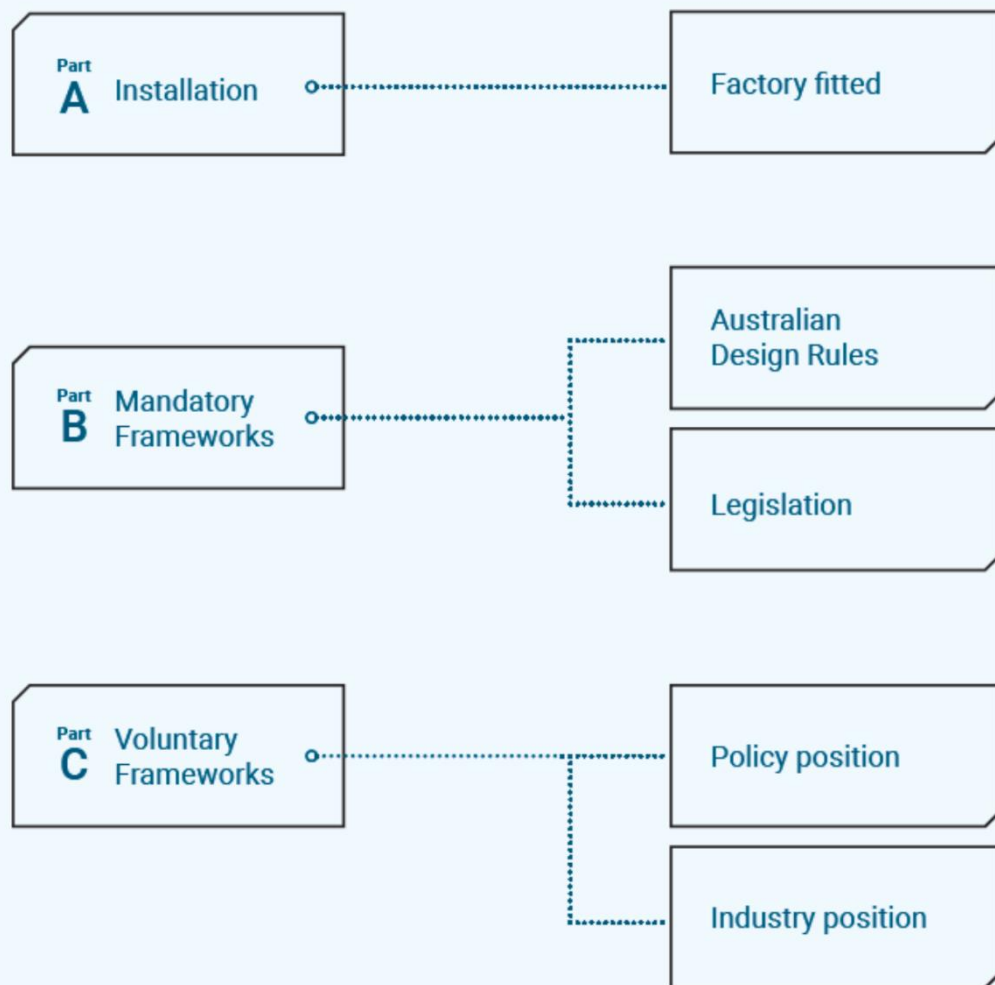 Part
A
Installation
Factory fitted
Part
B
Mandatory
Frameworks
Australian
Design Rules
Legislation
Part
C
Voluntary
Frameworks
Policy position
Industry position